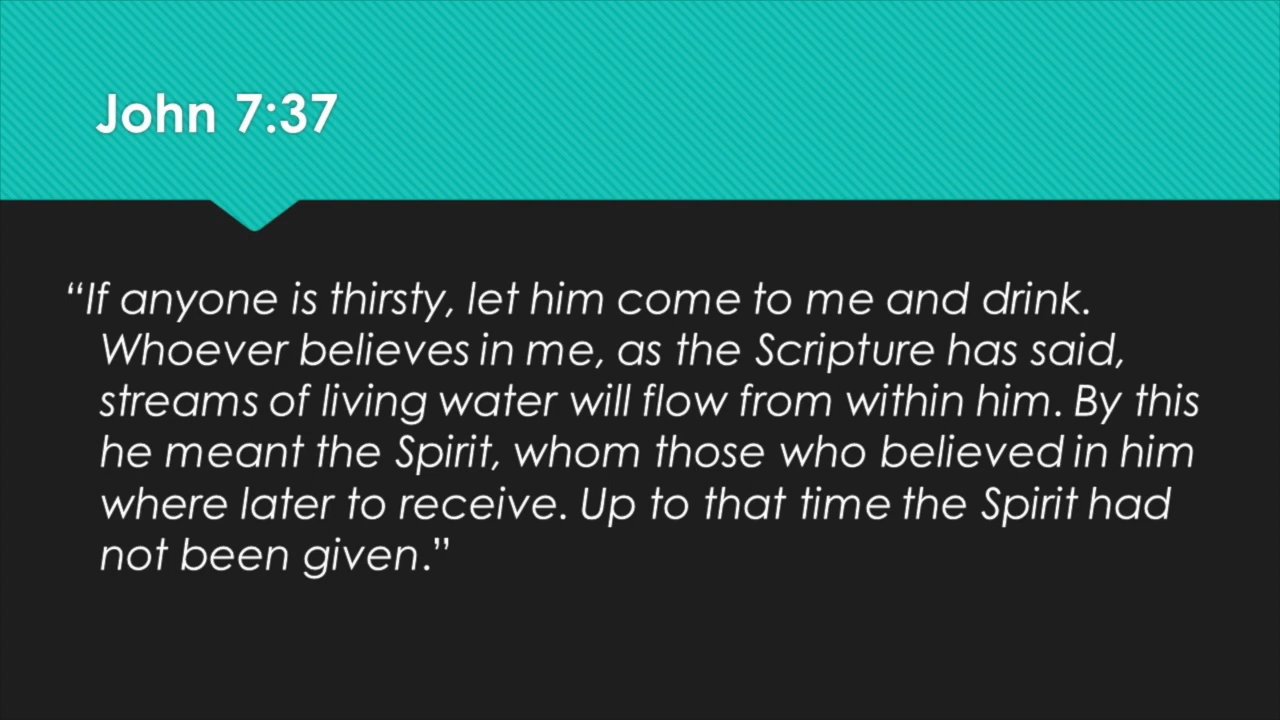 John 7:37
“If anyone is thirsty, let him come to me and drink.
Whoever believes in me, as the Scripture has said,
streams of living water will flow from within him. By this
he meant the Spirit, whom those who believed in him
where later to receive. Up to that time the Spirit had
not been given.”